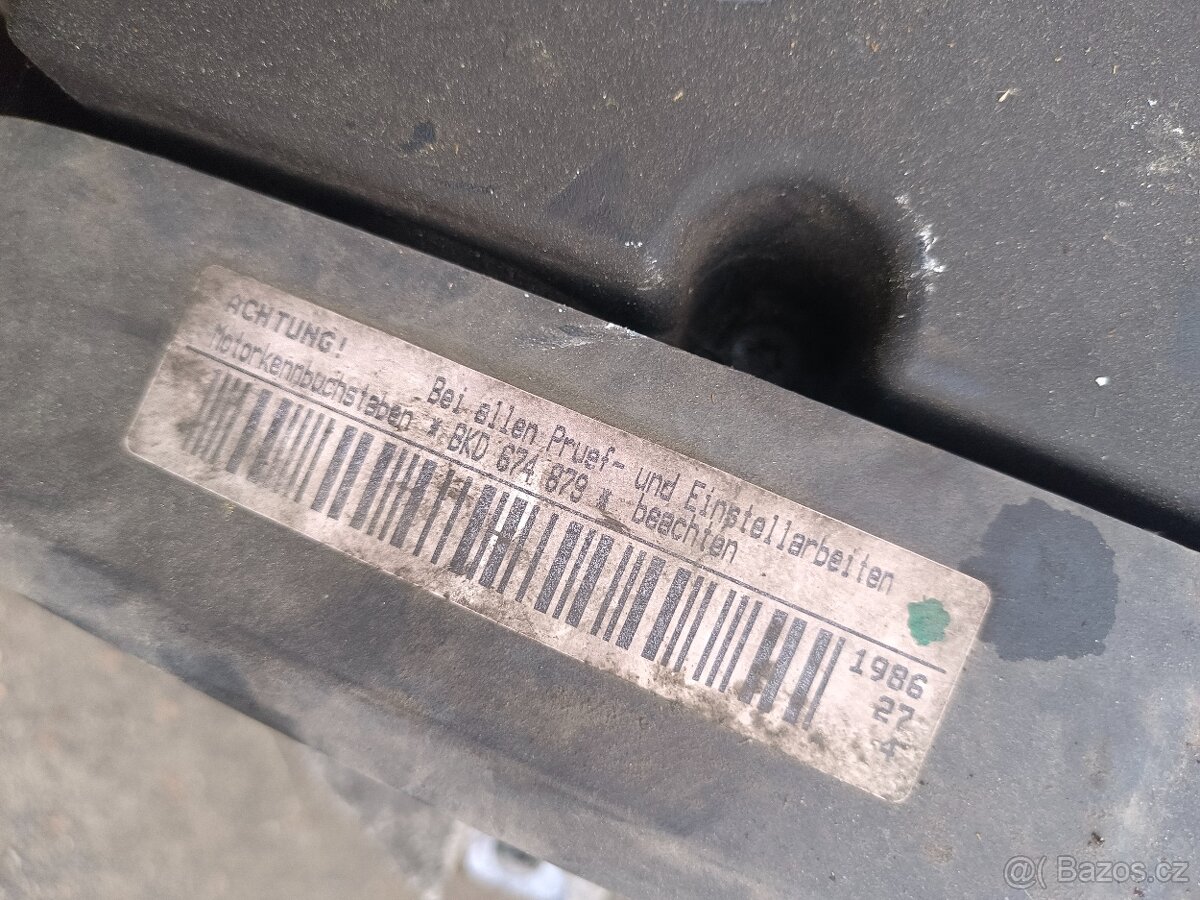 ACHTUNG! Bei allen Pruef- und Einstellarbeiten
Motorkennbuchstaben * BKD 674 879 * beachten
1986
27
4
@( Bazos.cz